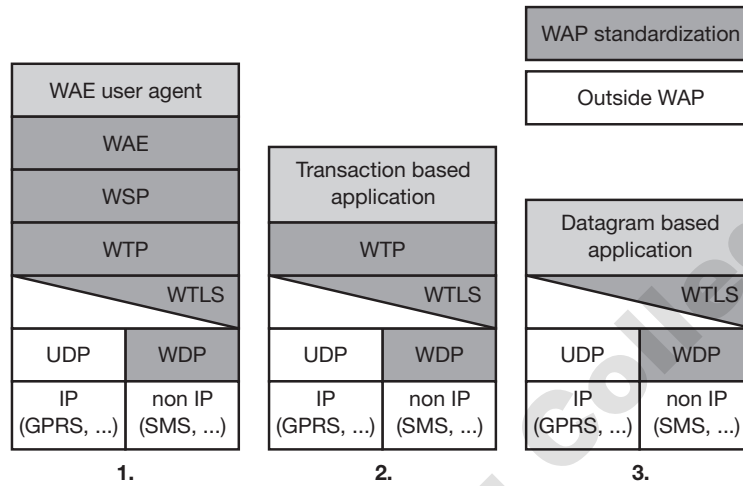 WAP standardization
Outside WAP
WAE user agent
WAE
WSP
WTP
WTLS
UDP
WDP
IP
(GPRS, ...)
non IP
(SMS, ...)
1.
Transaction based
application
WTP
WTLS
UDP
WDP
IP
(GPRS, ...)
non IP
(SMS, ...)
2.
Datagram based
application
WTLS
UDP
WDP
IP
(GPRS, ...)
non IP
(SMS, ...)
3.